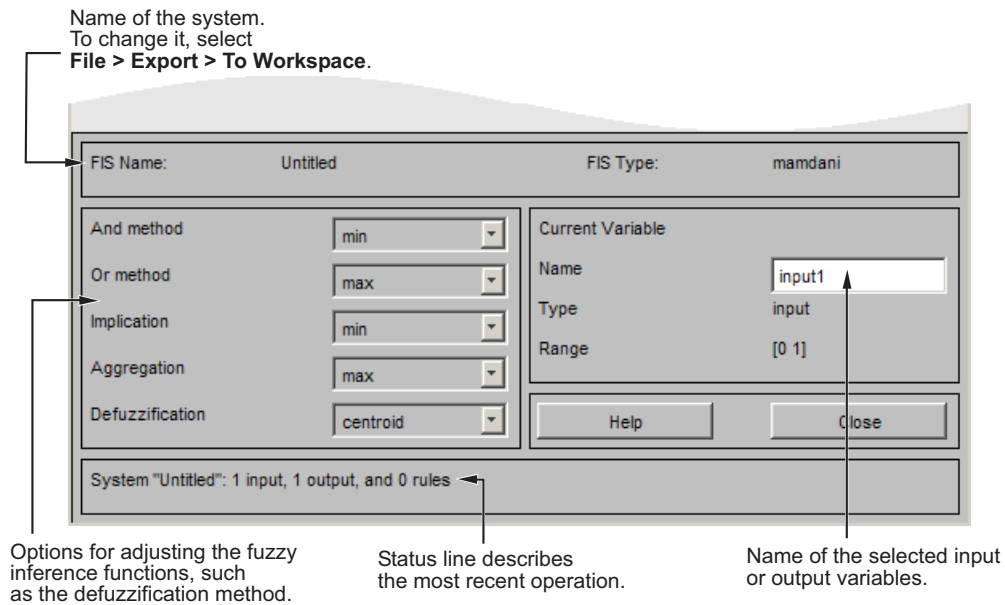 Name of the system.
To change it, select
File > Export > To Workspace.
FIS Name: Untitled FIS Type: mamdani
And method min
Or method max
Implication min
Aggregation max
Defuzzification centroid
Current Variable
Name input1
Type input
Range [0 1]
Help Close
System "Untitled": 1 input, 1 output, and 0 rules
Options for adjusting the fuzzy
inference functions, such
as the defuzzification method.
Status line describes
the most recent operation.
Name of the selected input
or output variables.